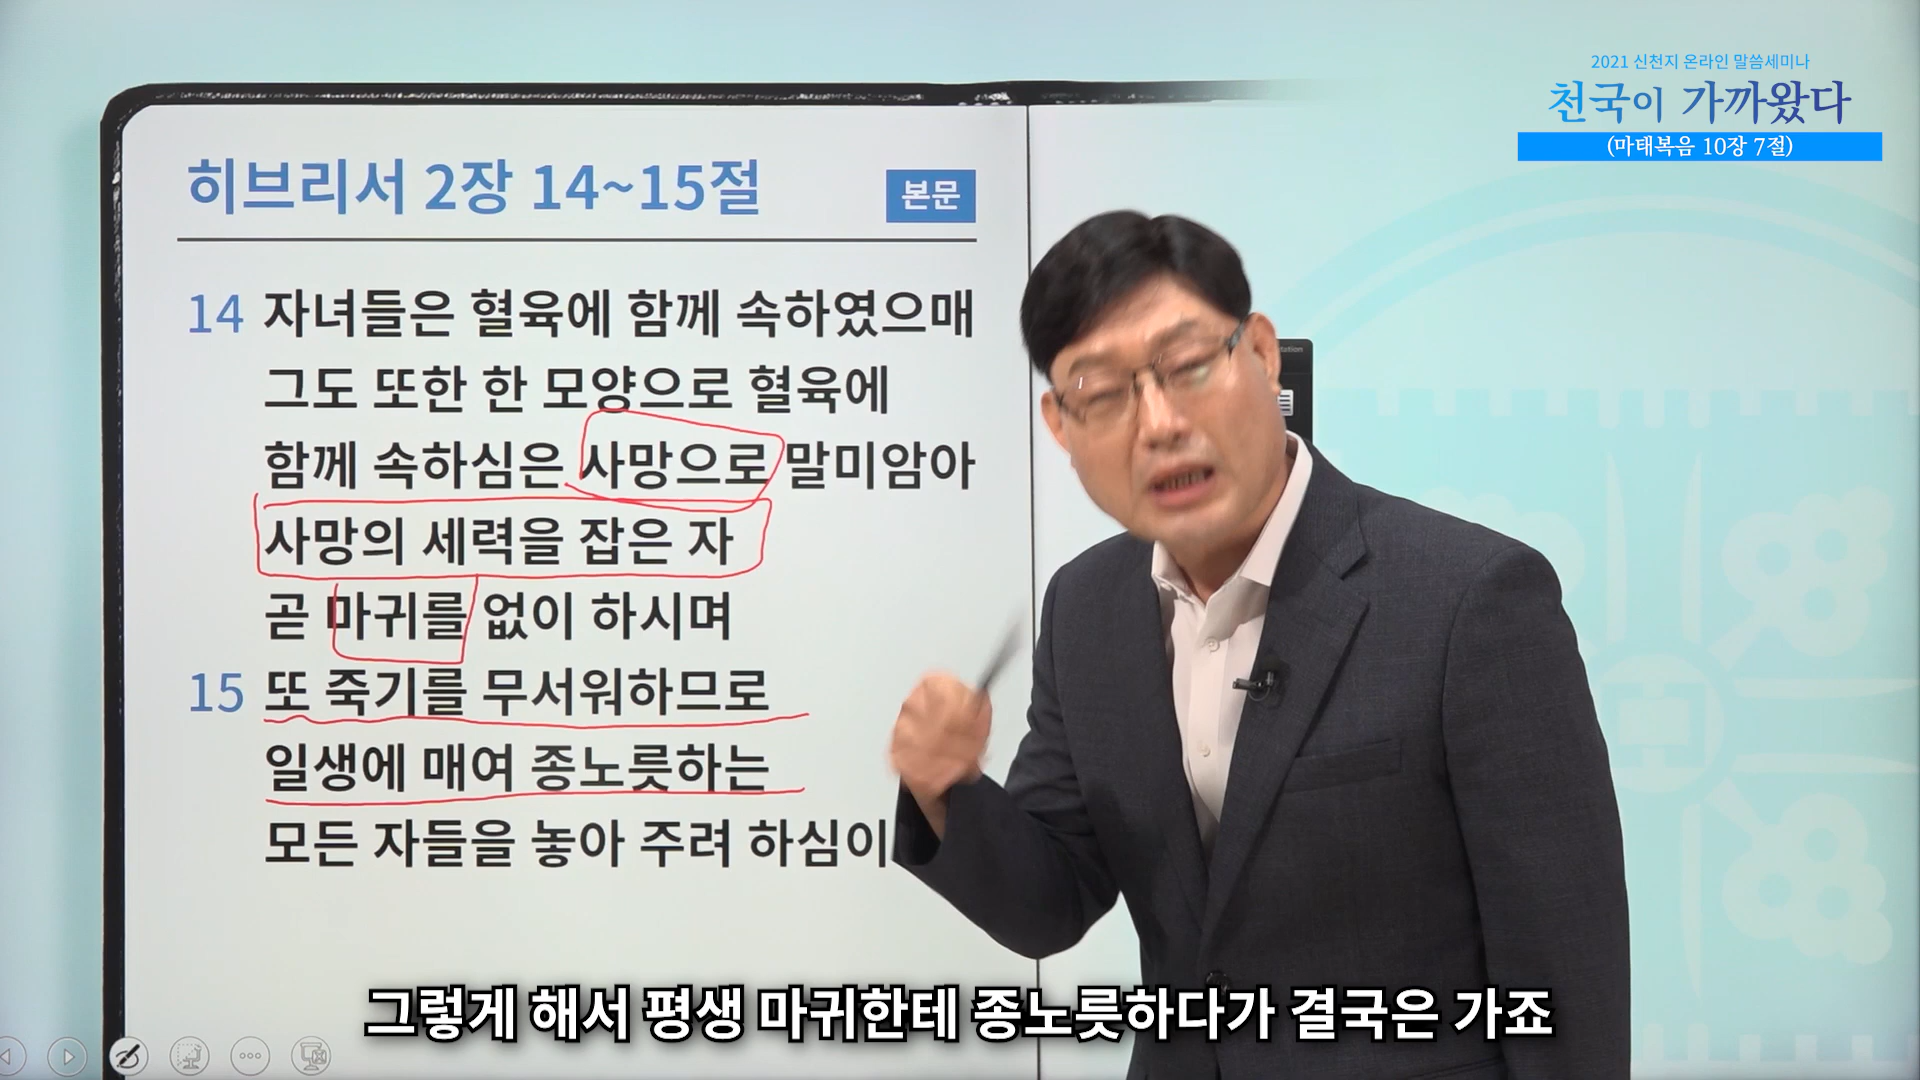 2021 신천지 온라인 말씀세미나
천국이 가까왔다
(마태복음 10장 7절)
히브리서 2장 14~15절
본문
14 자녀들은 혈육에 함께 속하였으매
그도 또한 한 모양으로 혈육에
함께 속하심은 사망으로 말미암아
사망의 세력을 잡은 자
곧 마귀를 없이 하시며
15 또 죽기를 무서워하므로
일생에 매여 종노릇하는
모든 자들을 놓아 주려 하심이
그렇게 해서 평생 마귀한테 종노릇하다가 결국은 가죠